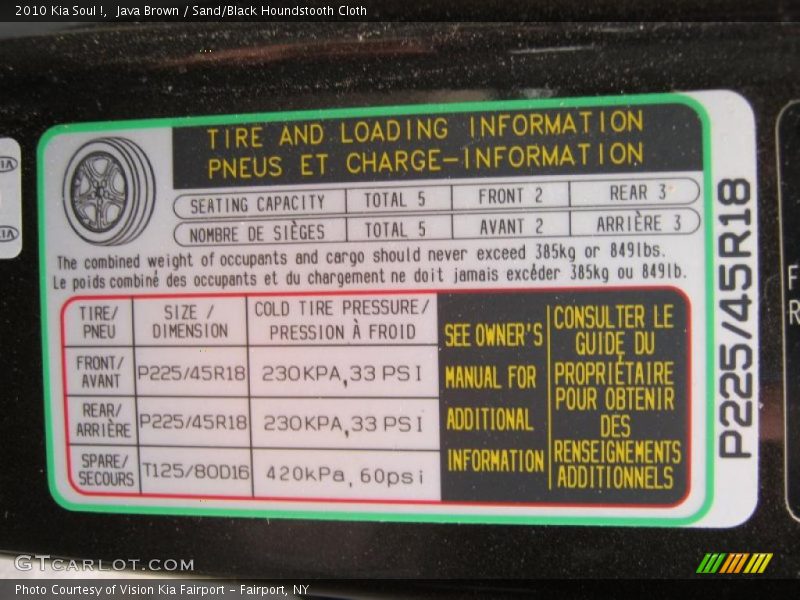 2010 Kia Soul !,  Java Brown / Sand/Black Houndstooth Cloth
TIRE AND LOADING INFORMATION
PNEUS ET CHARGE-INFORMATION
SEATING CAPACITY TOTAL 5 FRONT 2 REAR 3
NOMBRE DE SIÈGES TOTAL 5 AVANT 2 ARRIÈRE 3
The combined weight of occupants and cargo should never exceed 385kg or 849lbs.
Le poids combiné des occupants et du chargement ne doit jamais excéder 385kg ou 849lb.
TIRE/
PNEU
SIZE /
DIMENSION
COLD TIRE PRESSURE/
PRESSION À FROID
FRONT/
AVANT
P225/45R18
230KPA,33 PSI
REAR/
ARRIÈRE
P225/45R18
230KPA,33 PSI
SPARE/
SECOURS
T125/80D16
420kPa,60psi
SEE OWNER'S
MANUAL FOR
ADDITIONAL
INFORMATION
CONSULTER LE
GUIDE DU
PROPRIÉTAIRE
POUR OBTENIR
DES
RENSEIGNEMENTS
ADDITIONNELS
P225/45R18
KIA
KIA
F
R
GTCARLOT.COM
Photo Courtesy of Vision Kia Fairport - Fairport, NY